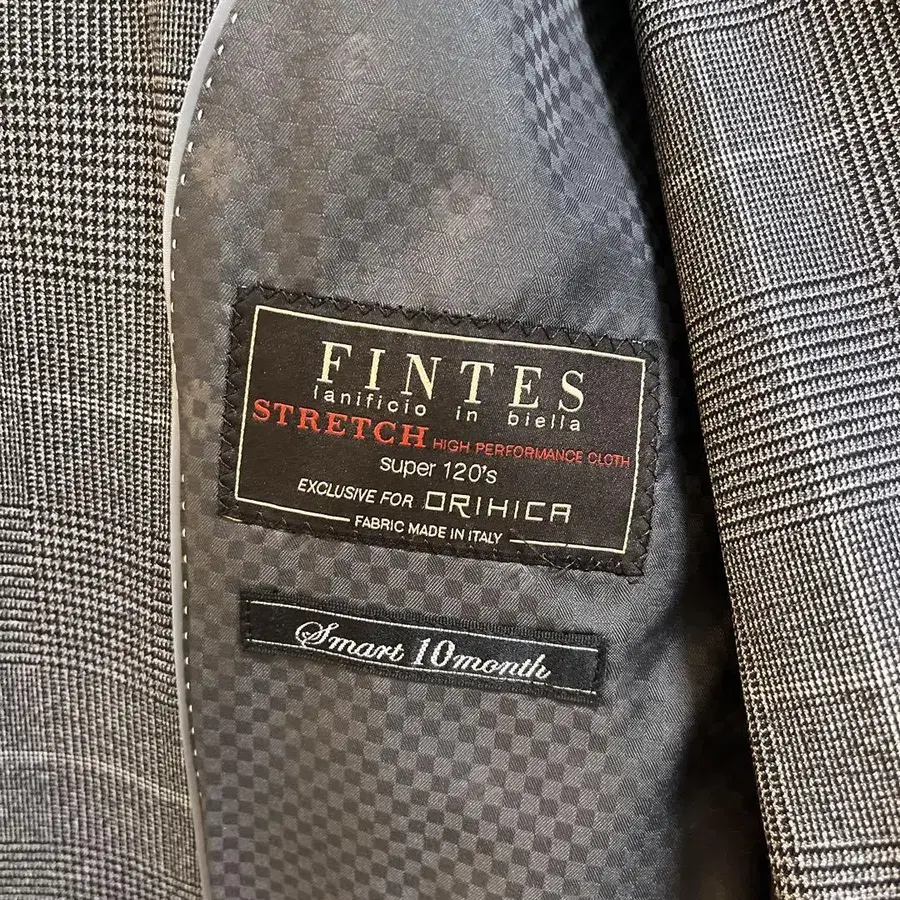 FINTES
lanificio in biella
STRETCH HIGH PERFORMANCE CLOTH
super 120's
EXCLUSIVE FOR ORIHICA
FABRIC MADE IN ITALY
Smart 10month